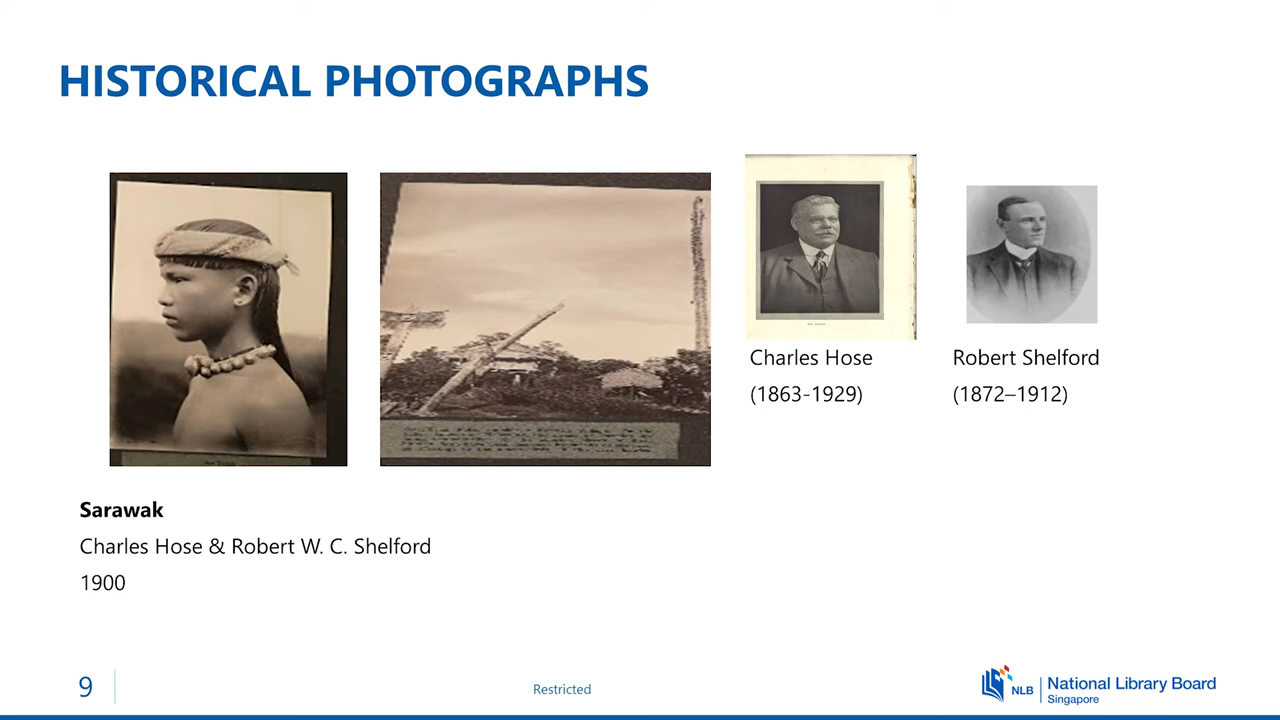 HISTORICAL PHOTOGRAPHS
Charles Hose
(1863-1929)
Robert Shelford
(1872–1912)
Sarawak
Charles Hose & Robert W. C. Shelford
1900
9
Restricted
NLB
National Library Board
Singapore